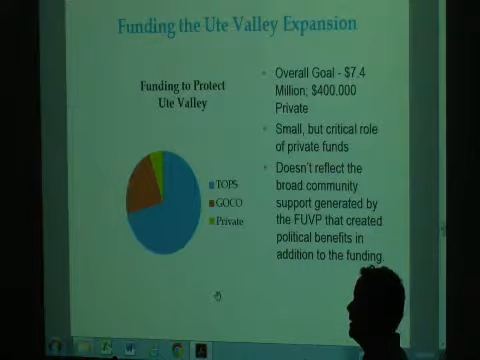 Funding the Ute Valley Expansion
Funding to Protect
Ute Valley
TOPS
GOCO
Private
Overall Goal - $7.4
Million; $400.000
Private
Small, but critical role
of private funds
Doesn't reflect the
broad community
support generated by
the FUVP that created
political benefits in
addition to the funding.